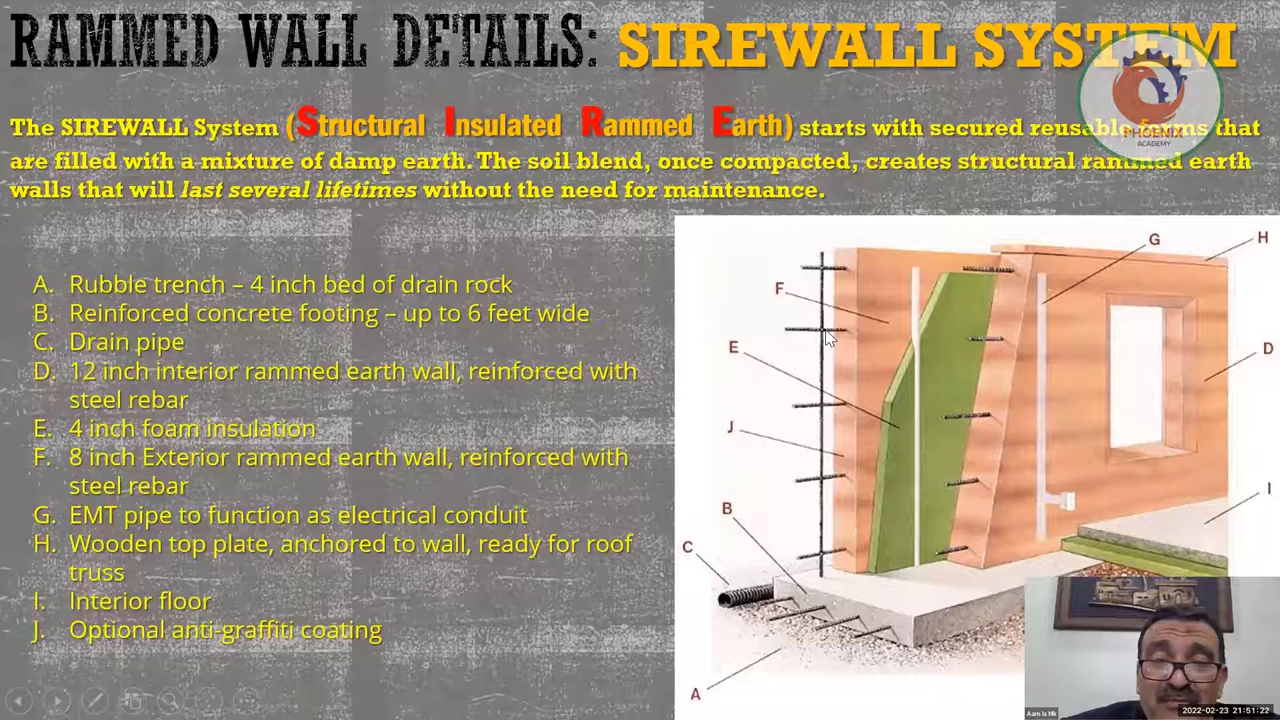 RAMMED WALL DETAILS: SIREWALL SYSTEM
The SIREWALL System (Structural Insulated Rammed Earth) starts with secured reusable forms that
are filled with a mixture of damp earth. The soil blend, once compacted, creates structural rammed earth
walls that will last several lifetimes without the need for maintenance.
PHOENIX
ACADEMY
A. Rubble trench – 4 inch bed of drain rock
B. Reinforced concrete footing – up to 6 feet wide
C. Drain pipe
D. 12 inch interior rammed earth wall, reinforced with
steel rebar
E. 4 inch foam insulation
F. 8 inch Exterior rammed earth wall, reinforced with
steel rebar
G. EMT pipe to function as electrical conduit
H. Wooden top plate, anchored to wall, ready for roof
truss
I. Interior floor
J. Optional anti-graffiti coating
G
H
F
E
D
J
I
B
C
A
2022-02-23 21:51:22